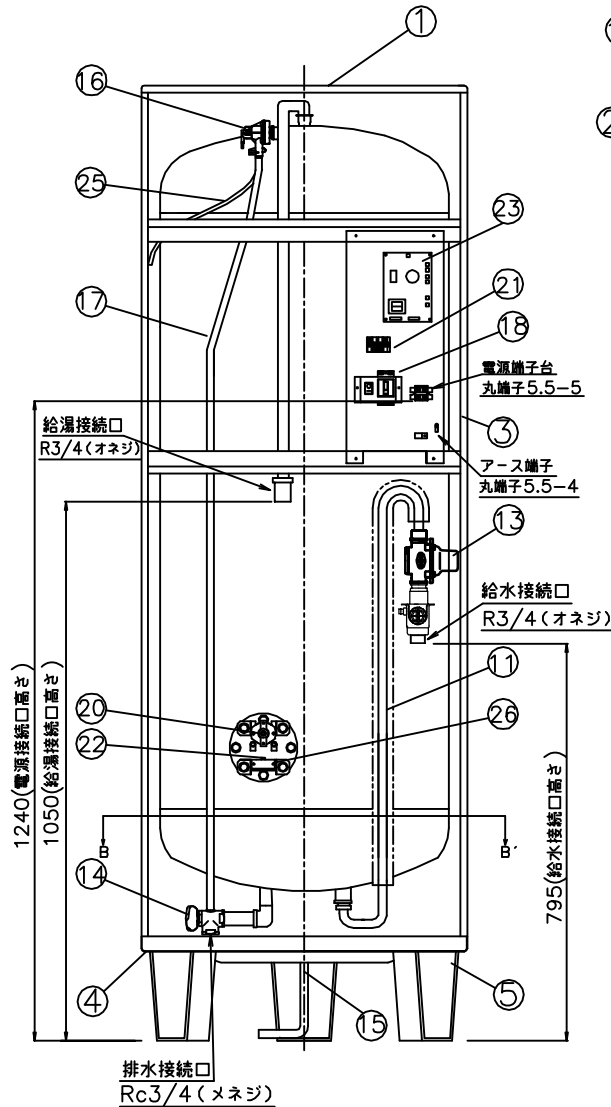 ①
1
2
⑯
㉕
㉓
㉑
⑰
⑱
電源端子台
丸端子5.5-5
給湯接続口
R3/4(オネジ)
③
アース端子
丸端子5.5-4
⑬
給水接続口
R3/4(オネジ)
⑪
⑳
㉖
㉒
1240(電源接続口高さ)
1050(給湯接続口高さ)
795(給水接続口高さ)
B
B'
⑭
④
⑮
⑤
排水接続口
Rc3/4(メネジ)